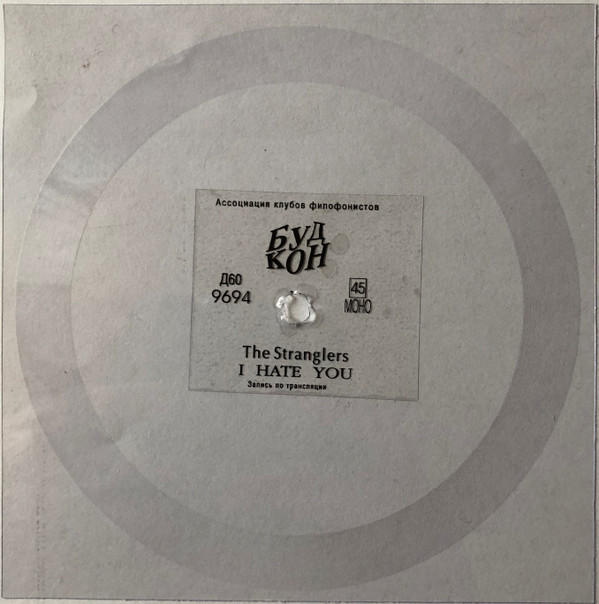 Ассоциация клубов филофонистов
БУД
КОН
Д60
9694
45
МОНО
The Stranglers
I HATE YOU
Запись по трансляции